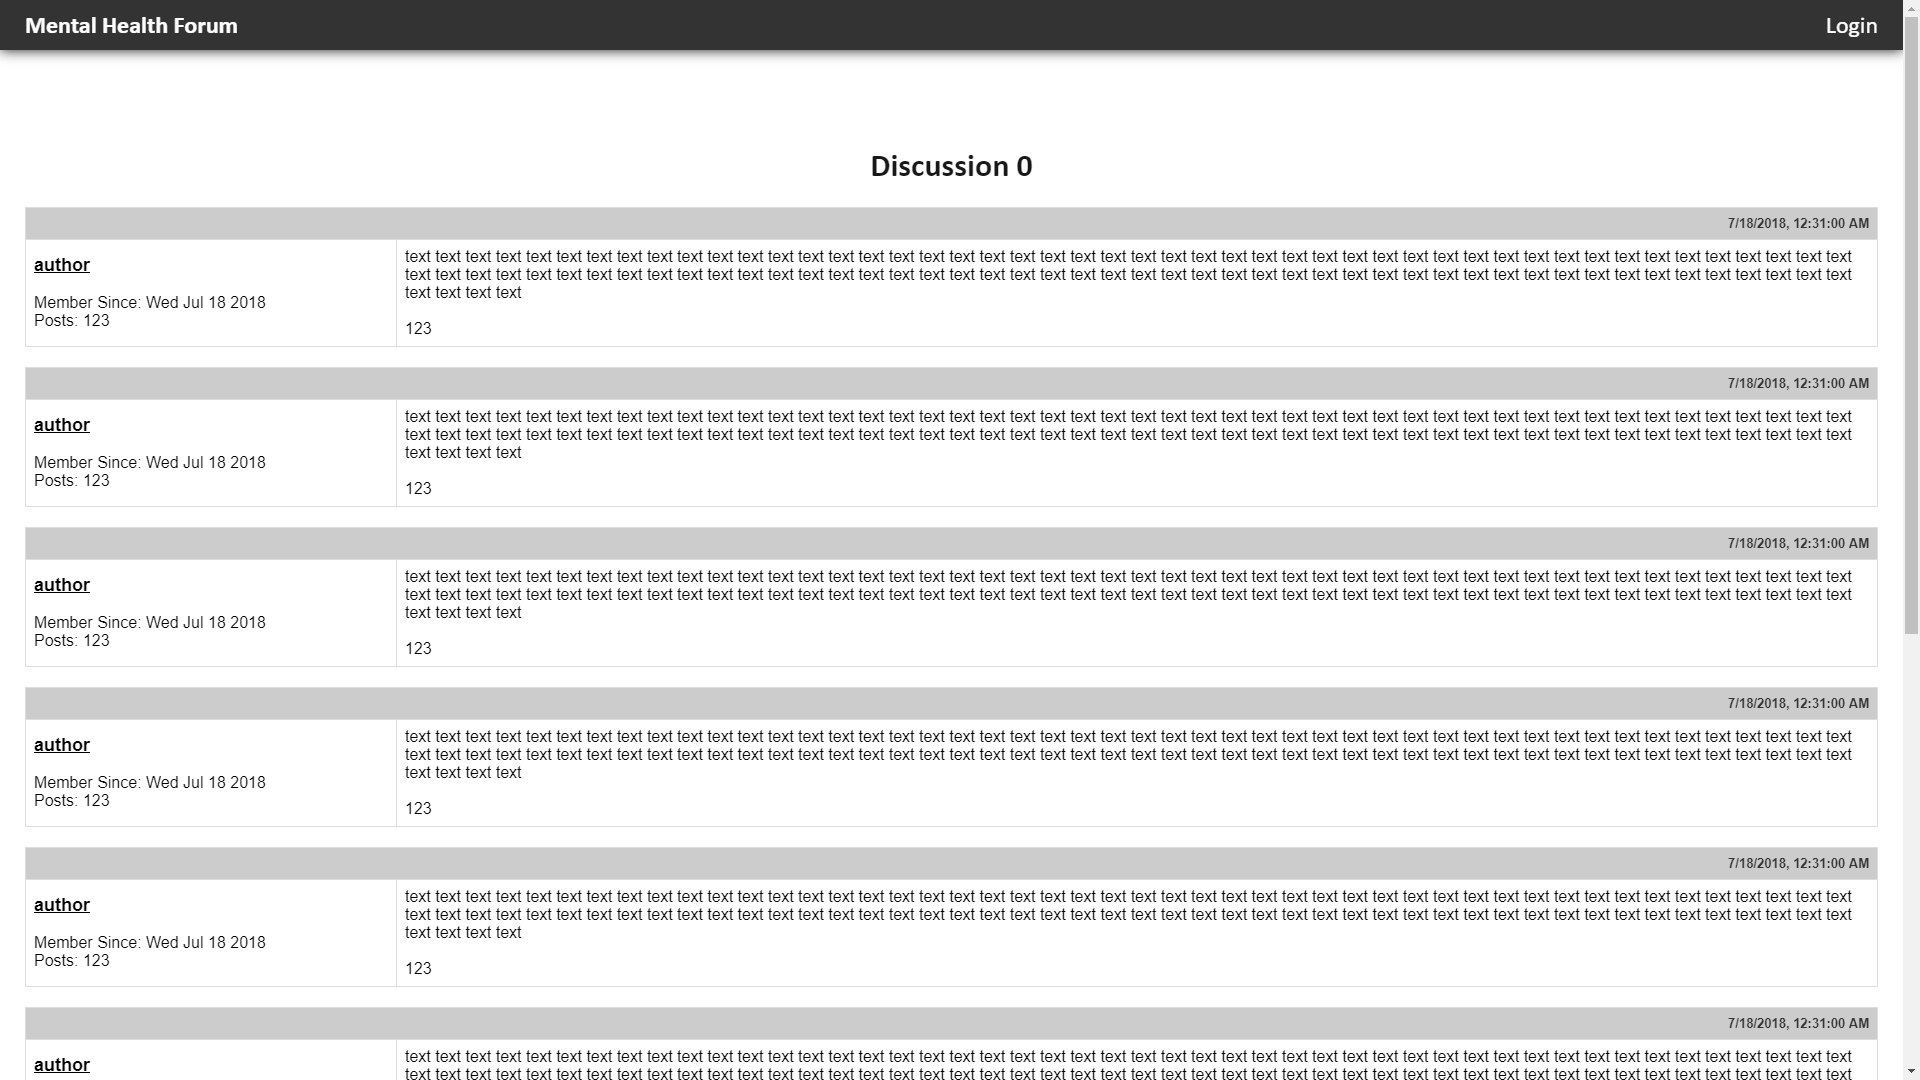 Mental Health Forum
Login
Discussion 0
7/18/2018, 12:31:00 AM
author
Member Since: Wed Jul 18 2018
Posts: 123
text text text text text text text text text text text text text text text text text text text text text text text text text text text text text text text text text text text text text text text text text text text text text text text text
text text text text text text text text text text text text text text text text text text text text text text text text text text text text text text text text text text text text text text text text text text text text text text text text
text text text text
123
7/18/2018, 12:31:00 AM
author
Member Since: Wed Jul 18 2018
Posts: 123
text text text text text text text text text text text text text text text text text text text text text text text text text text text text text text text text text text text text text text text text text text text text text text text text
text text text text text text text text text text text text text text text text text text text text text text text text text text text text text text text text text text text text text text text text text text text text text text text text
text text text text
123
7/18/2018, 12:31:00 AM
author
Member Since: Wed Jul 18 2018
Posts: 123
text text text text text text text text text text text text text text text text text text text text text text text text text text text text text text text text text text text text text text text text text text text text text text text text
text text text text text text text text text text text text text text text text text text text text text text text text text text text text text text text text text text text text text text text text text text text text text text text text
text text text text
123
7/18/2018, 12:31:00 AM
author
Member Since: Wed Jul 18 2018
Posts: 123
text text text text text text text text text text text text text text text text text text text text text text text text text text text text text text text text text text text text text text text text text text text text text text text text
text text text text text text text text text text text text text text text text text text text text text text text text text text text text text text text text text text text text text text text text text text text text text text text text
text text text text
123
7/18/2018, 12:31:00 AM
author
Member Since: Wed Jul 18 2018
Posts: 123
text text text text text text text text text text text text text text text text text text text text text text text text text text text text text text text text text text text text text text text text text text text text text text text text
text text text text text text text text text text text text text text text text text text text text text text text text text text text text text text text text text text text text text text text text text text text text text text text text
text text text text
123
7/18/2018, 12:31:00 AM
author
text text text text text text text text text text text text text text text text text text text text text text text text text text text text text text text text text text text text text text text text text text text text text text text text
text text text text text text text text text text text text text text text text text text text text text text text text text text text text text text text text text text text text text text text text text text text text text text text text